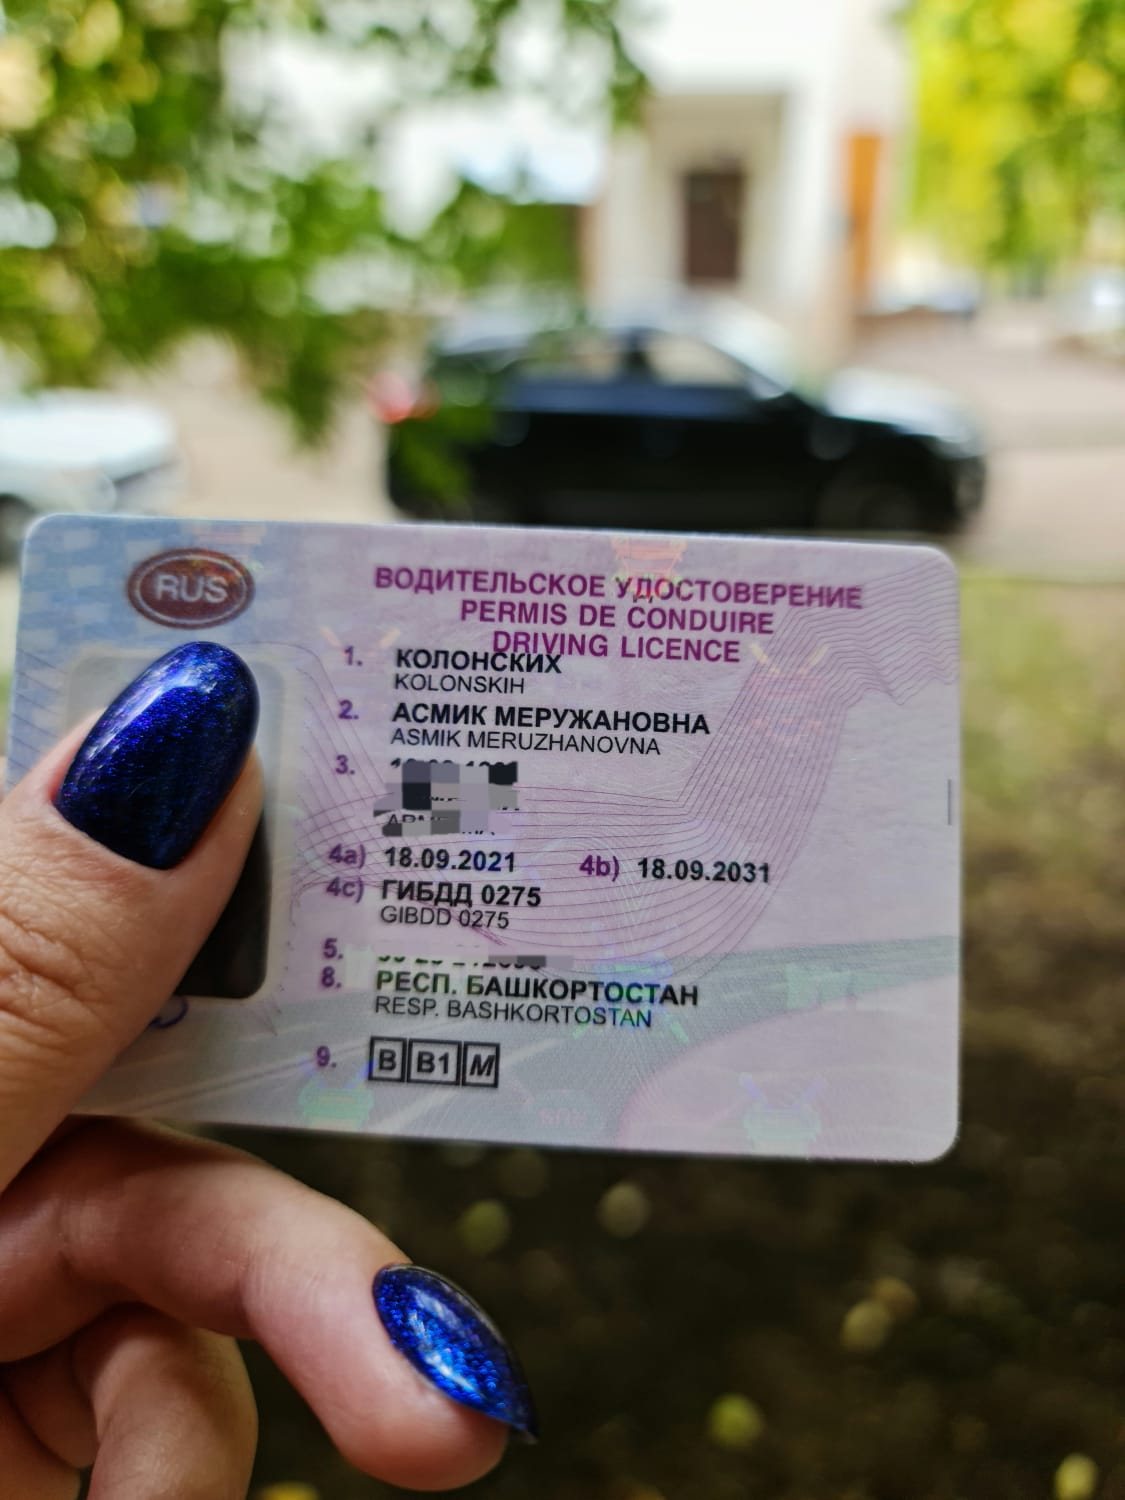 RUS
ВОДИТЕЛЬСКОЕ УДОСТОВЕРЕНИЕ
PERMIS DE CONDUIRE
DRIVING LICENCE
1. КОЛОНСКИХ
KOLONSKIH
2. АСМИК МЕРУЖАНОВНА
ASMIK MERUZHANOVNA
3.
4a) 18.09.2021 4b) 18.09.2031
4c) ГИБДД 0275
GIBDD 0275
5.
8. РЕСП. БАШКОРТОСТАН
RESP. BASHKORTOSTAN
9. B B1 M